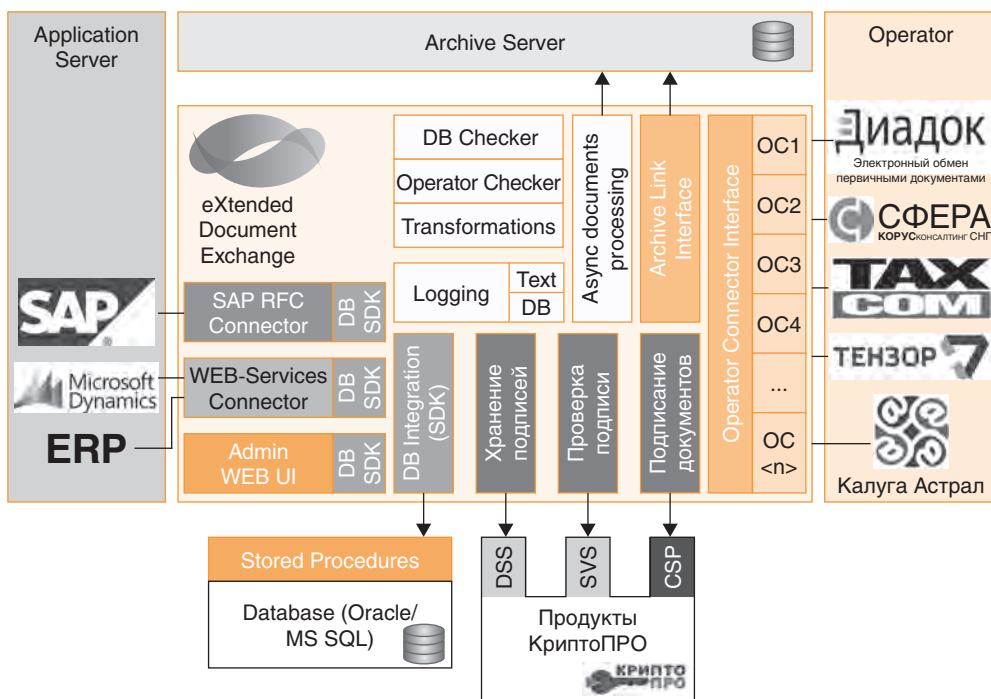 Application
Server
Archive Server
Operator
eXtended
Document
Exchange
DB Checker
Operator Checker
Transformations
Logging
Text
DB
Async documents
processing
Archive Link
Interface
Operator Connector Interface
OC1
OC2
OC3
OC4
...
OC
<n>
Диадок
Электронный обмен
первичными документами
СФЕРА
КОРУСконсалтинг СНГ
TAX
COM
ТЕНЗОР
Калуга Астрал
SAP
®
Microsoft
Dynamics
ERP
SAP RFC
Connector
DB
SDK
WEB-Services
Connector
DB
SDK
Admin
WEB UI
DB
SDK
DB Integration
(SDK)
Хранение
подписей
Проверка
подписи
Подписание
документов
Stored Procedures
Database (Oracle/
MS SQL)
DSS
SVS
CSP
Продукты
КриптоПРО
КРИПТО
ПРО